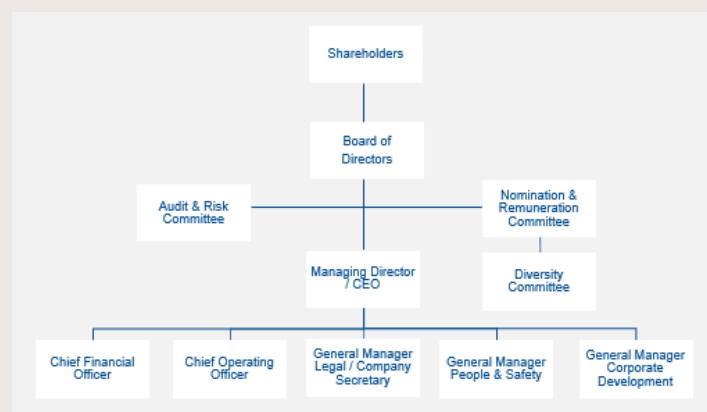 Shareholders
Board of
Directors
Audit & Risk
Committee
Nomination &
Remuneration
Committee
Managing Director
/ CEO
Diversity
Committee
Chief Financial
Officer
Chief Operating
Officer
General Manager
Legal / Company
Secretary
General Manager
People & Safety
General Manager
Corporate
Development